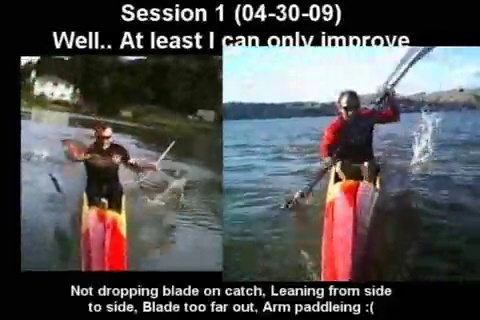 Session 1 (04-30-09)
Well.. At least I can only improve
Not dropping blade on catch, Leaning from side
to side, Blade too far out, Arm paddleing :(